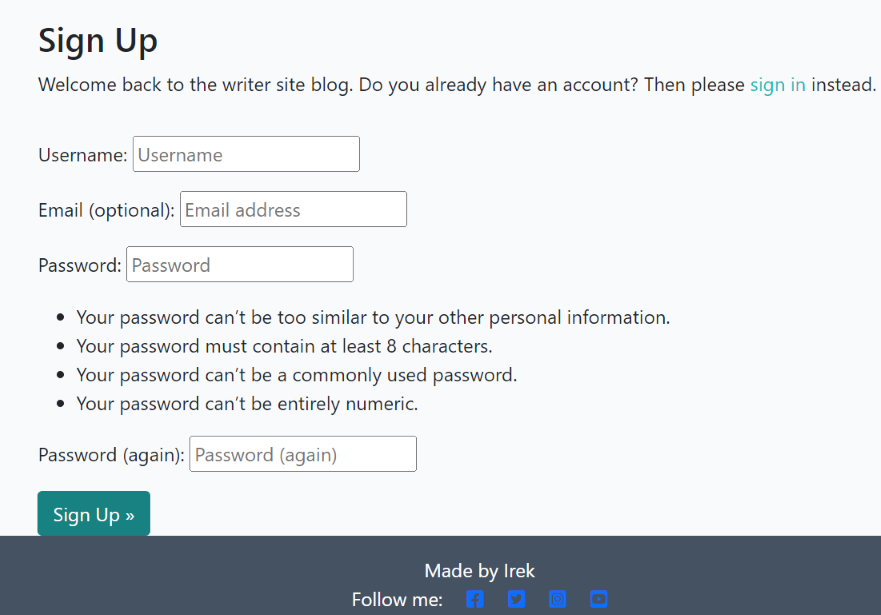 Sign Up
Welcome back to the writer site blog. Do you already have an account? Then please sign in instead.
Username: Username
Email (optional): Email address
Password: Password
• Your password can’t be too similar to your other personal information.
• Your password must contain at least 8 characters.
• Your password can’t be a commonly used password.
• Your password can’t be entirely numeric.
Password (again): Password (again)
Sign Up »
Made by Irek
Follow me: